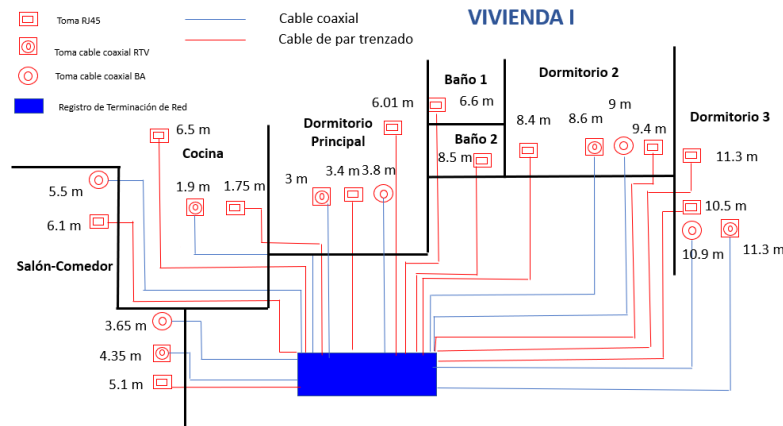 VIVIENDA I
Toma RJ45
Toma cable coaxial RTV
Toma cable coaxial BA
Registro de Terminación de Red
Cable coaxial
Cable de par trenzado
Baño 1
6.6 m
Baño 2
8.5 m
Dormitorio 2
8.4 m
8.6 m
9 m
9.4 m
Dormitorio 3
11.3 m
10.5 m
10.9 m
11.3 m
Dormitorio
Principal
6.01 m
3 m
3.4 m
3.8 m
6.5 m
Cocina
1.9 m
1.75 m
5.5 m
6.1 m
Salón-Comedor
3.65 m
4.35 m
5.1 m